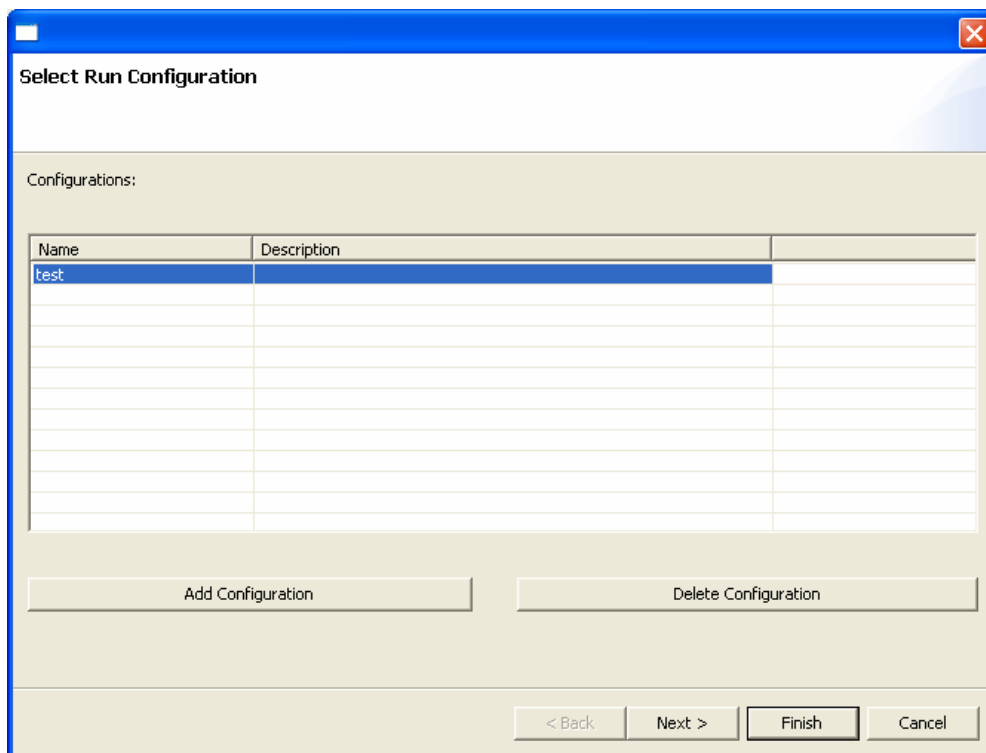 Select Run Configuration
Configurations:
Name Description
test
Add Configuration Delete Configuration
< Back Next > Finish Cancel